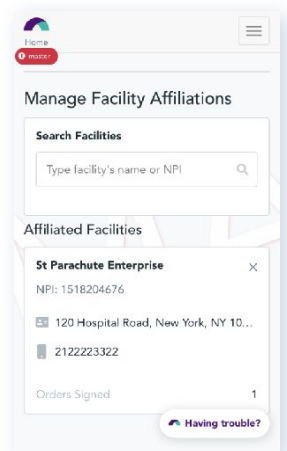 Home
master
Manage Facility Affiliations
Search Facilities
Type facility's name or NPI
Affiliated Facilities
St Parachute Enterprise
NPI: 1518204676
120 Hospital Road, New York, NY 10...
2122223322
Orders Signed 1
Having trouble?